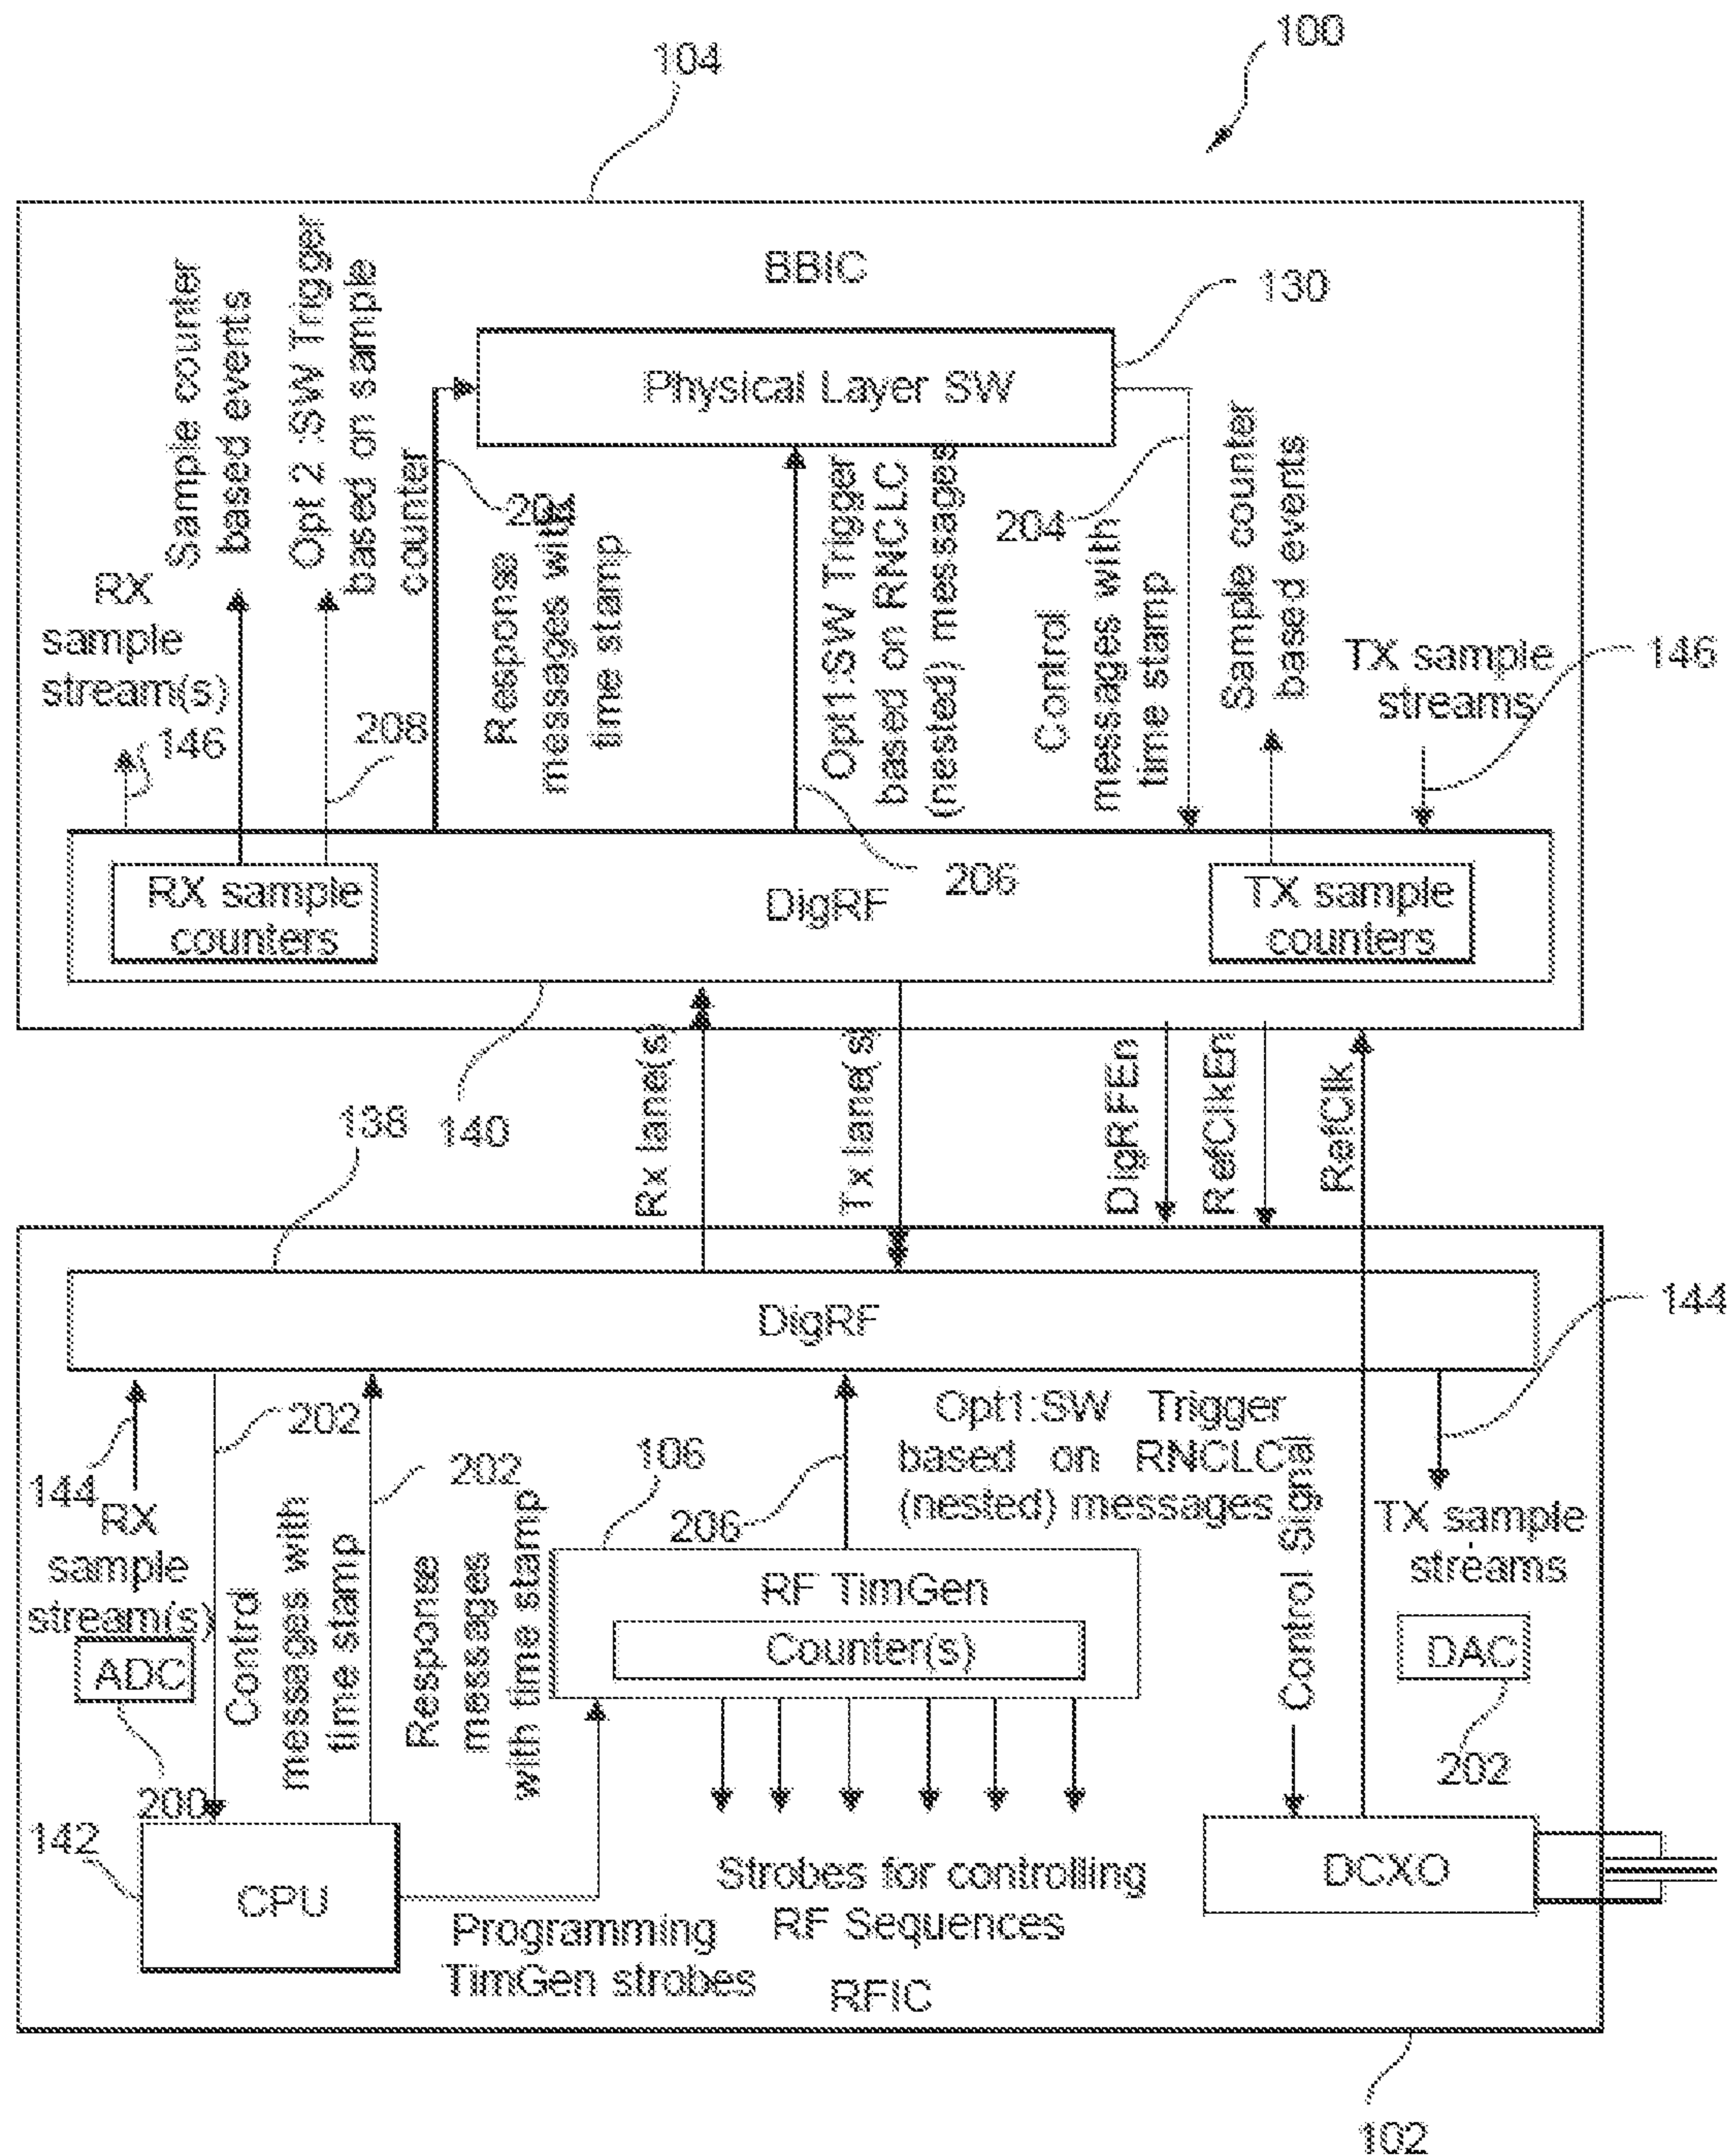 100
104
BBIC
130
Physical Layer SW
Sample counter
based events
Opt 2 :SW Trigger
based on sample
counter
Response
messages with
time stamp
Opt1:SW Trigger
based on RNCLC
(nested) messages
204
Control
messages with
time stamp
Sample counter
based events
RX
sample
stream(s)
146
208
TX sample
streams
146
206
RX sample
counters
DigRF
TX sample
counters
138
140
Rx lane(s)
Tx lane(s)
DigRFEn
RefClkEn
RefClk
DigRF
144
144
RX
sample
stream(s)
ADC
200
202
Control
messages with
time stamp
202
Response
messages
with time stamp
106
206
Opt1:SW Trigger
based on RNCLC
(nested) messages
RF TimGen
Counter(s)
Control Signal
TX sample
streams
DAC
202
142
CPU
Programming
TimGen strobes
Strobes for controlling
RF Sequences
DCXO
RFIC
102